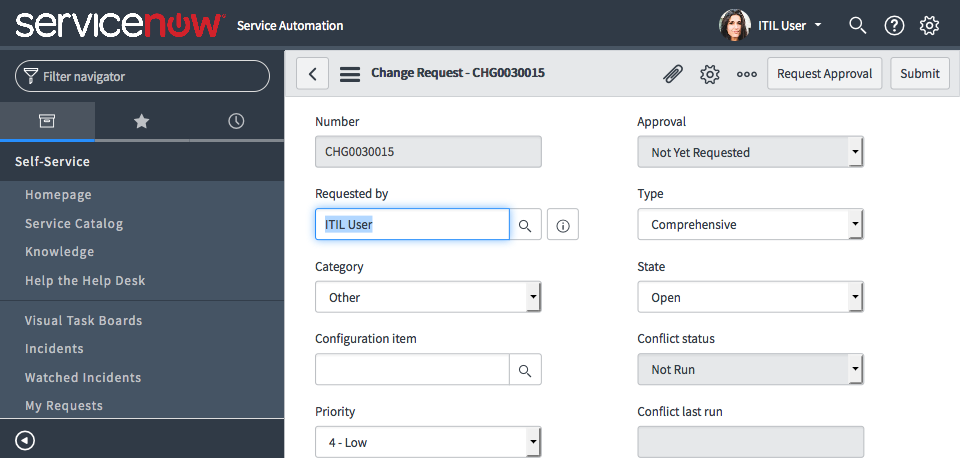 servicenow Service Automation ITIL User
Filter navigator
Change Request - CHG0030015 Request Approval Submit
Self-Service
Homepage
Service Catalog
Knowledge
Help the Help Desk
Visual Task Boards
Incidents
Watched Incidents
My Requests
Number
CHG0030015
Requested by
ITIL User
Category
Other
Configuration item
Priority
4 - Low
Approval
Not Yet Requested
Type
Comprehensive
State
Open
Conflict status
Not Run
Conflict last run